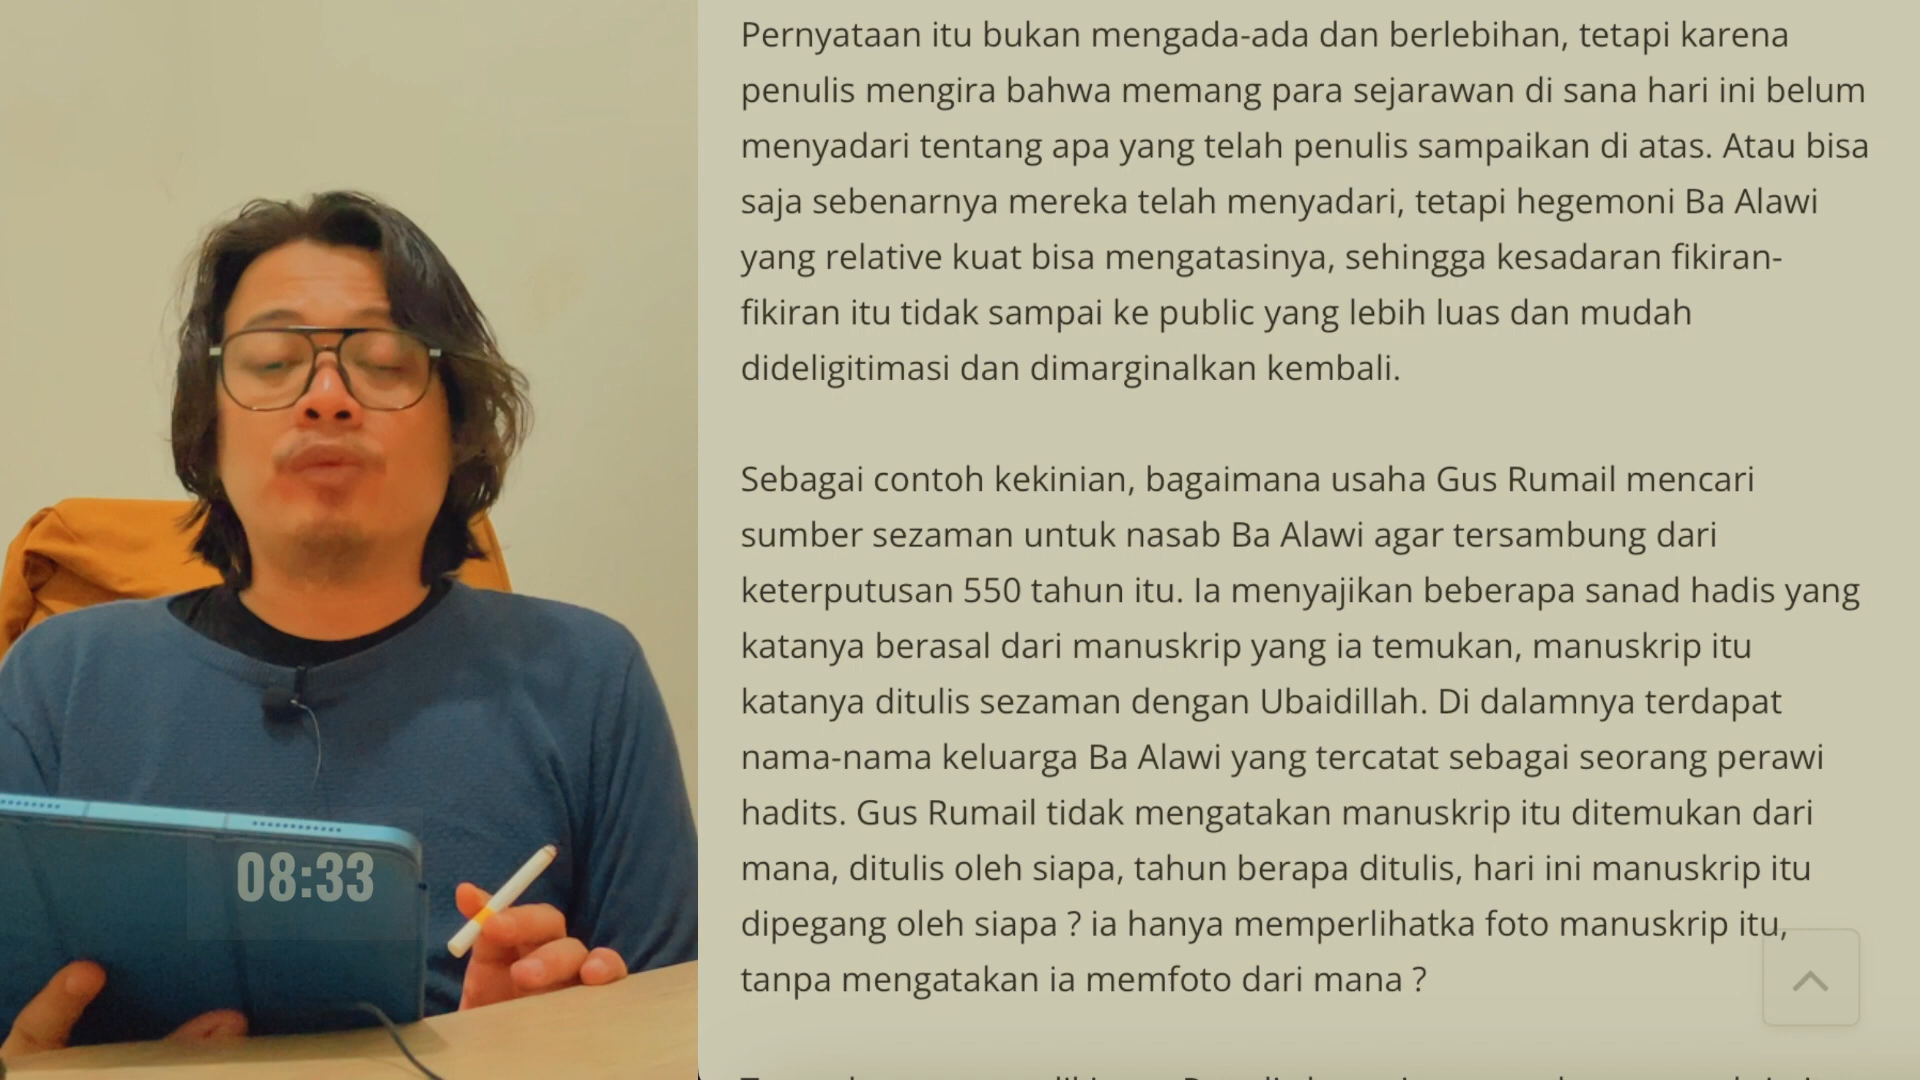 Pernyataan itu bukan mengada-ada dan berlebihan, tetapi karena
penulis mengira bahwa memang para sejarawan di sana hari ini belum
menyadari tentang apa yang telah penulis sampaikan di atas. Atau bisa
saja sebenarnya mereka telah menyadari, tetapi hegemoni Ba Alawi
yang relative kuat bisa mengatasinya, sehingga kesadaran fikiran-
fikiran itu tidak sampai ke public yang lebih luas dan mudah
dideligitimasi dan dimarginalkan kembali.
Sebagai contoh kekinian, bagaimana usaha Gus Rumail mencari
sumber sezaman untuk nasab Ba Alawi agar tersambung dari
keterputusan 550 tahun itu. Ia menyajikan beberapa sanad hadis yang
katanya berasal dari manuskrip yang ia temukan, manuskrip itu
katanya ditulis sezaman dengan Ubaidillah. Di dalamnya terdapat
nama-nama keluarga Ba Alawi yang tercatat sebagai seorang perawi
hadits. Gus Rumail tidak mengatakan manuskrip itu ditemukan dari
mana, ditulis oleh siapa, tahun berapa ditulis, hari ini manuskrip itu
dipegang oleh siapa ? ia hanya memperlihatka foto manuskrip itu,
tanpa mengatakan ia memfoto dari mana ?
08:33